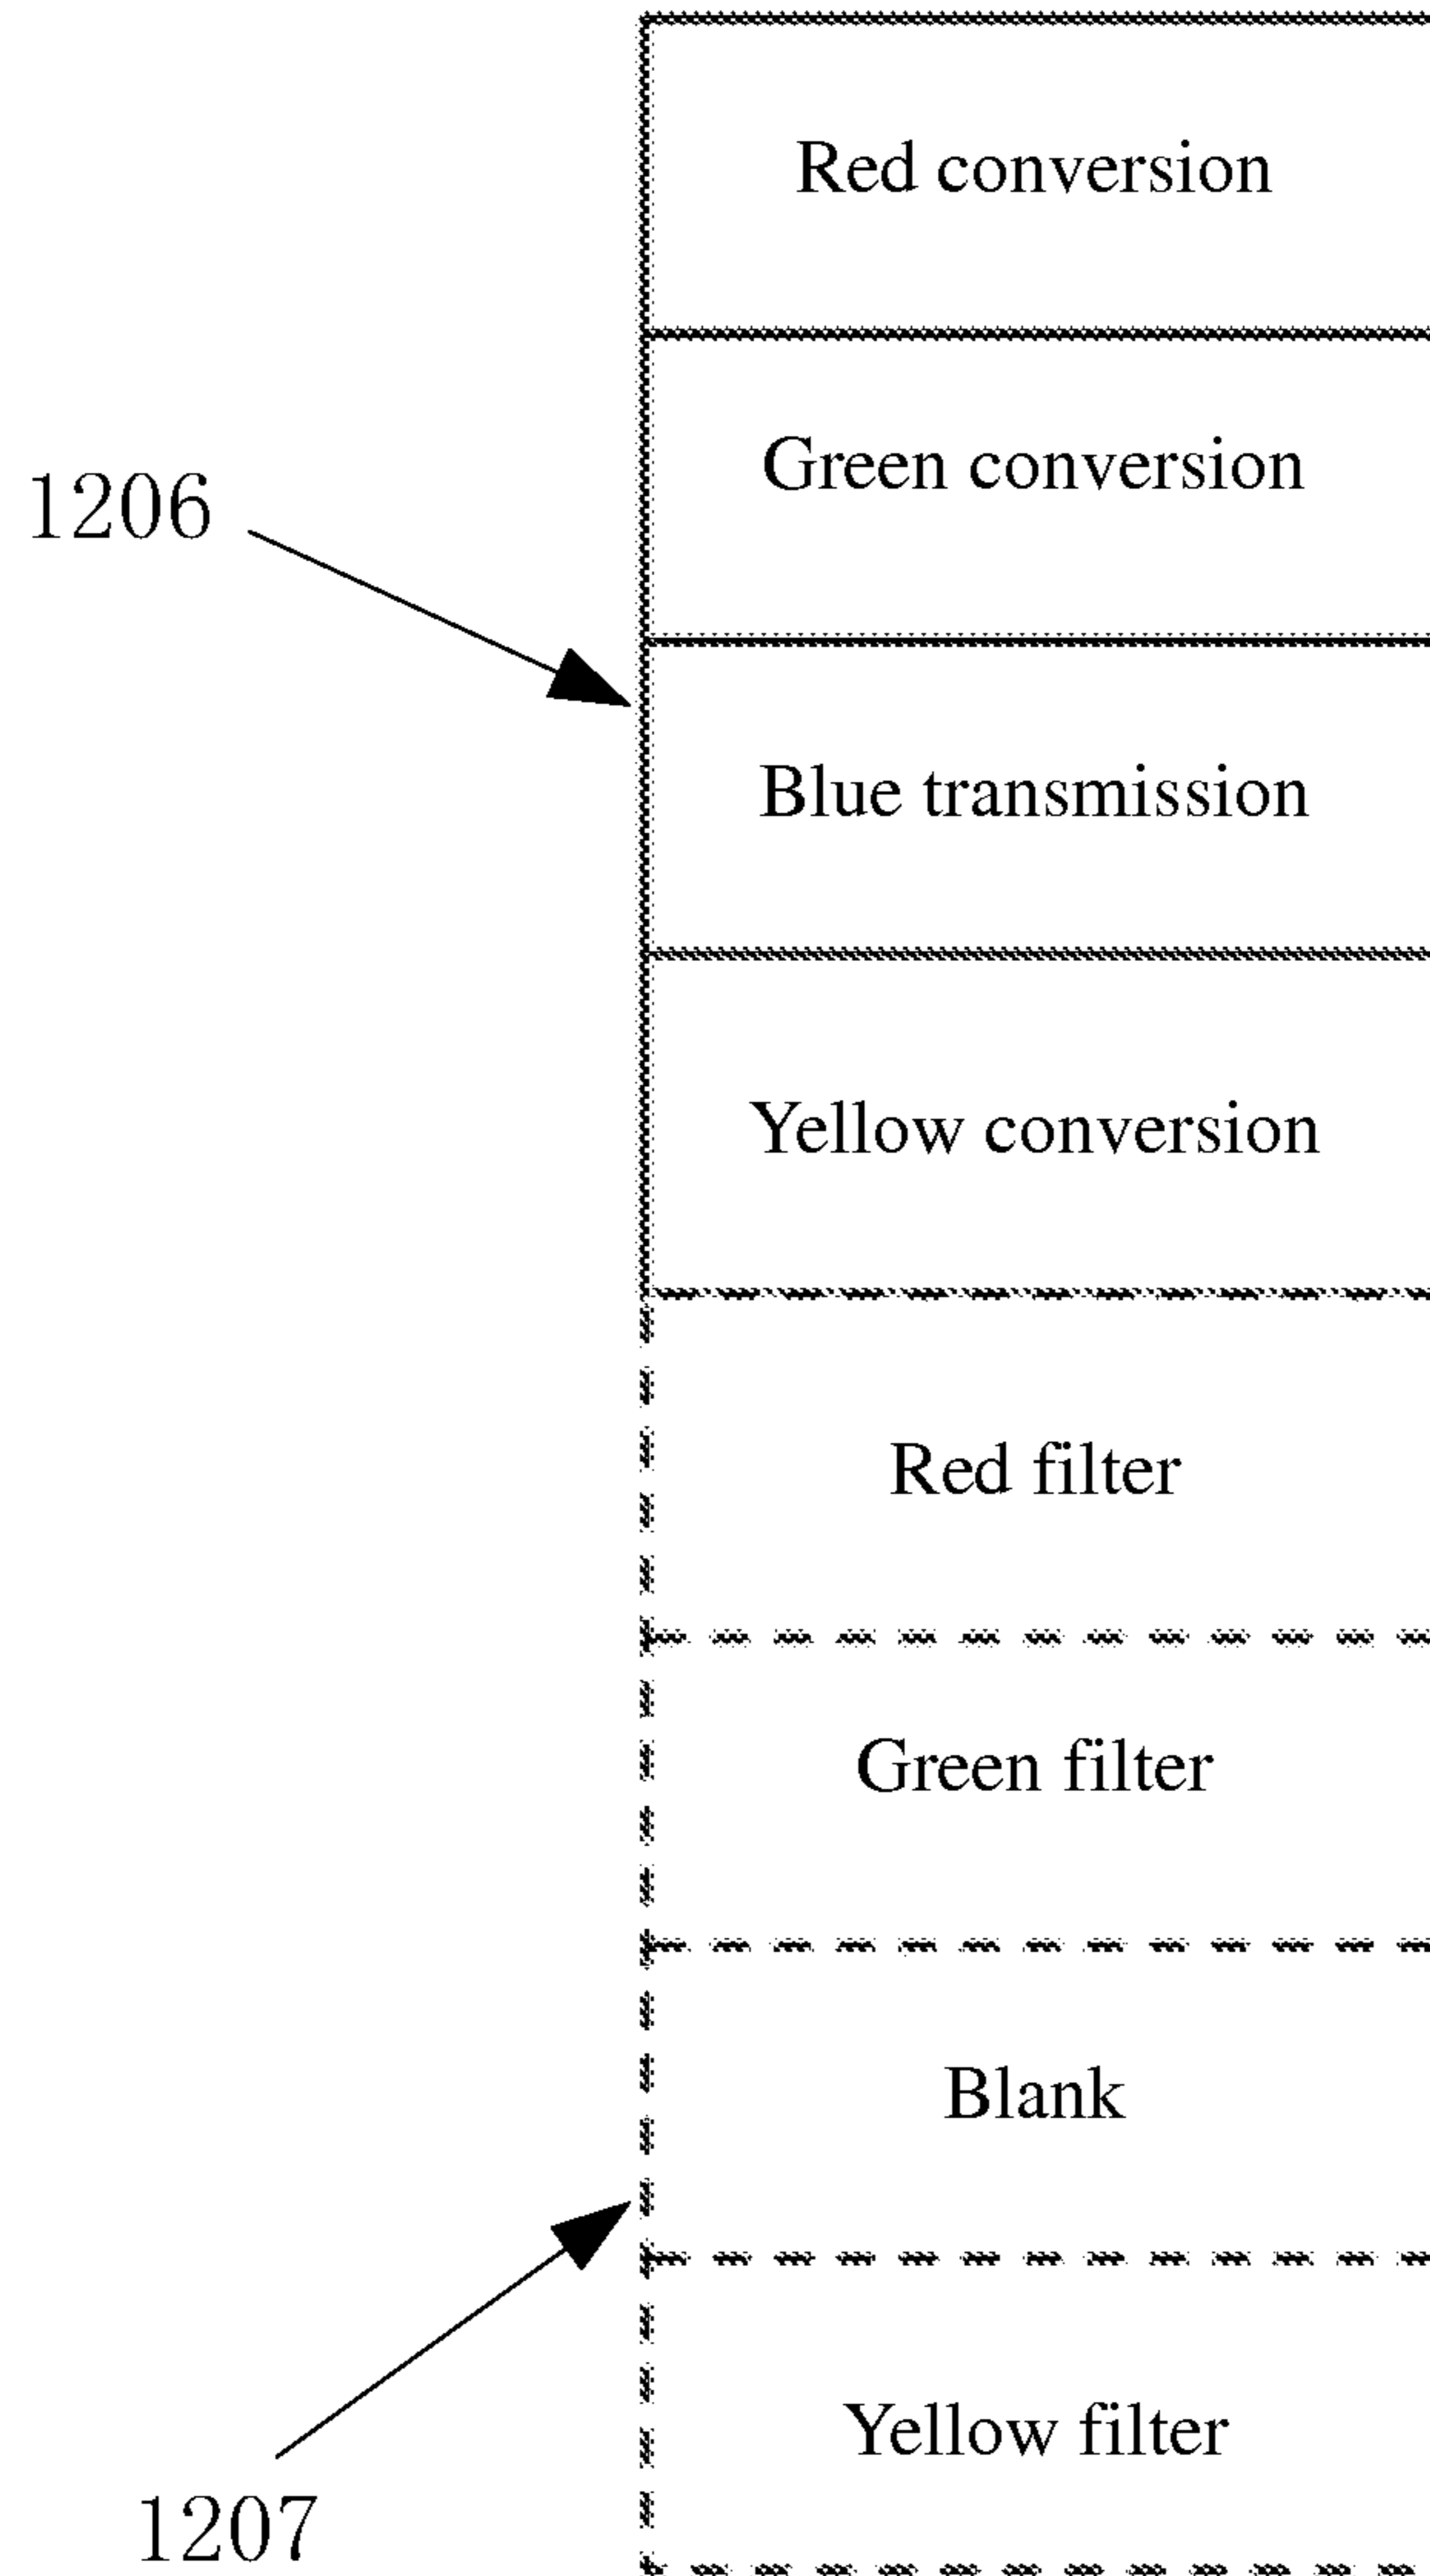 Red conversion
Green conversion
1206
Blue transmission
Yellow conversion
Red filter
Green filter
Blank
Yellow filter
1207